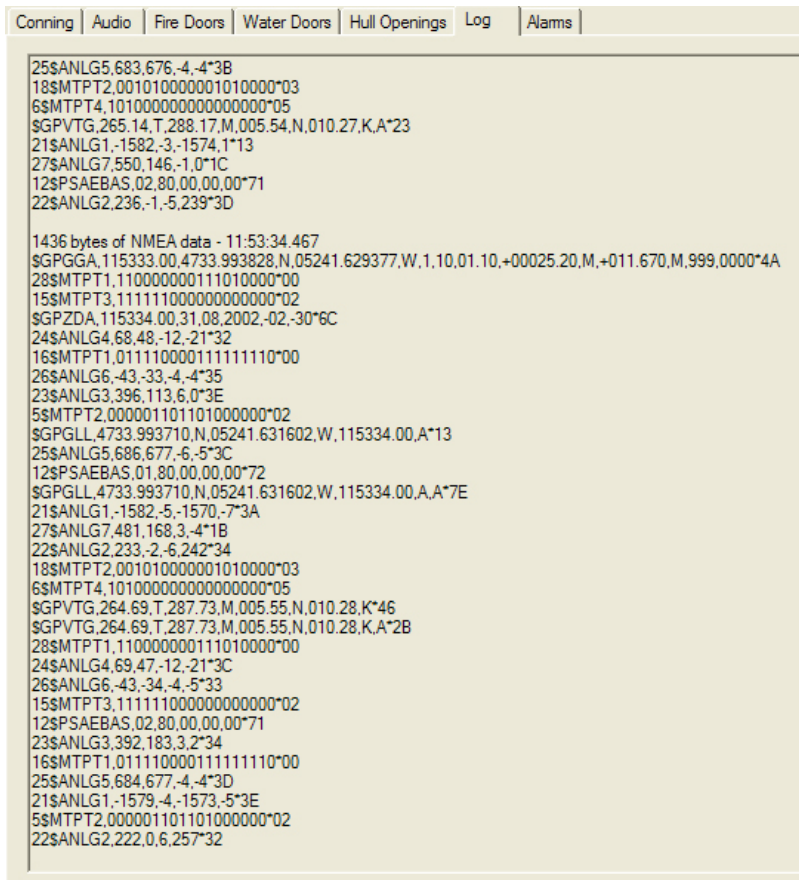 Conning Audio Fire Doors Water Doors Hull Openings Log Alarms
25$ANLG5,683,676,-4,-4*3B
18$MTPT2,001010000001010000*03
6$MTPT4,101000000000000000*05
$GPVTG,265.14,T,288.17,M,005.54,N,010.27,K,A*23
21$ANLG1,-1582,-3,-1574,1*13
27$ANLG7,550,146,-1,0*1C
12$PSAEBAS,02,80,00,00,00*71
22$ANLG2,236,-1,-5,239*3D
1436 bytes of NMEA data - 11:53:34.467
$GPGGA,115333.00,4733.993828,N,05241.629377,W,1,10,01.10,+00025.20,M,+011.670,M,999,0000*4A
28$MTPT1,110000000111010000*00
15$MTPT3,111111000000000000*02
$GPZDA,115334.00,31,08,2002,-02,-30*6C
24$ANLG4,68,48,-12,-21*32
16$MTPT1,011110000111111110*00
26$ANLG6,-43,-33,-4,-4*35
23$ANLG3,396,113,6,0*3E
5$MTPT2,000001101101000000*02
$GPGLL,4733.993710,N,05241.631602,W,115334.00,A*13
25$ANLG5,686,677,-6,-5*3C
12$PSAEBAS,01,80,00,00,00*72
$GPGLL,4733.993710,N,05241.631602,W,115334.00,A,A*7E
21$ANLG1,-1582,-5,-1570,-7*3A
27$ANLG7,481,168,3,-4*1B
22$ANLG2,233,-2,-6,242*34
18$MTPT2,001010000001010000*03
6$MTPT4,101000000000000000*05
$GPVTG,264.69,T,287.73,M,005.55,N,010.28,K*46
$GPVTG,264.69,T,287.73,M,005.55,N,010.28,K,A*2B
28$MTPT1,110000000111010000*00
24$ANLG4,69,47,-12,-21*3C
26$ANLG6,-43,-34,-4,-5*33
15$MTPT3,111111000000000000*02
12$PSAEBAS,02,80,00,00,00*71
23$ANLG3,392,183,3,2*34
16$MTPT1,011110000111111110*00
25$ANLG5,684,677,-4,-4*3D
21$ANLG1,-1579,-4,-1573,-5*3E
5$MTPT2,000001101101000000*02
22$ANLG2,222,0,6,257*32